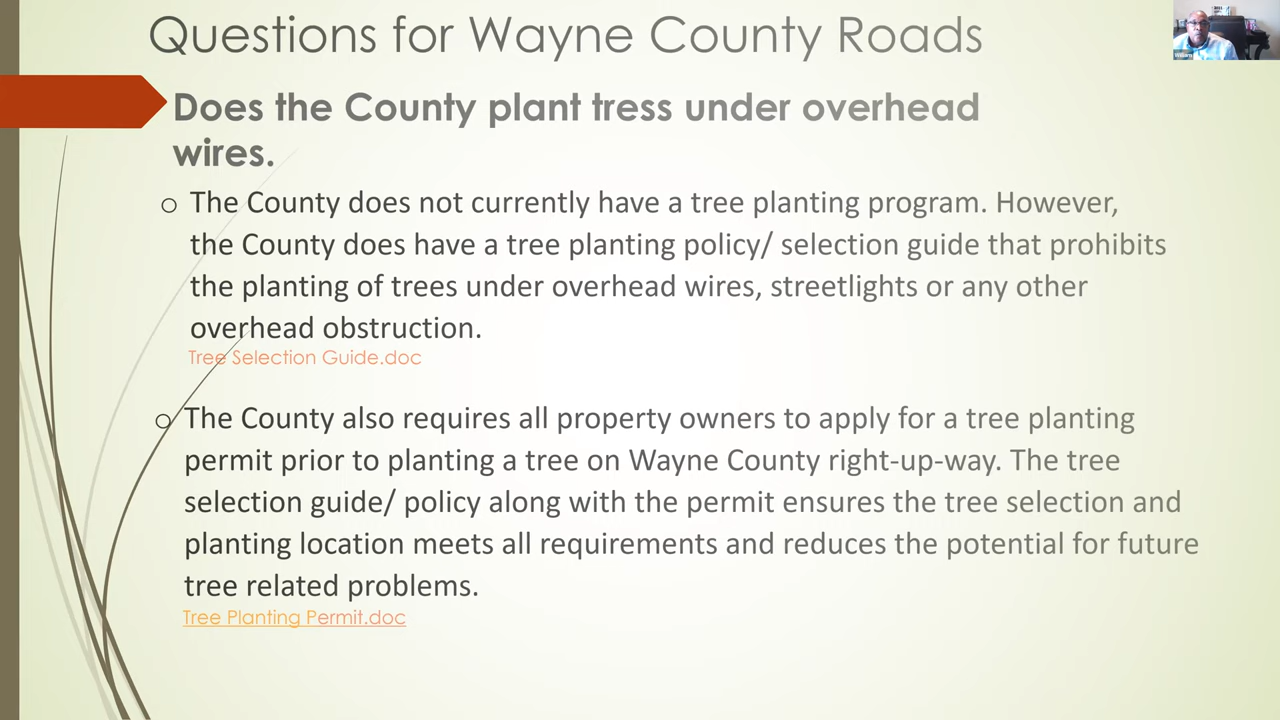 Questions for Wayne County Roads
Does the County plant tress under overhead
wires.
o The County does not currently have a tree planting program. However,
the County does have a tree planting policy/ selection guide that prohibits
the planting of trees under overhead wires, streetlights or any other
overhead obstruction.
Tree Selection Guide.doc
o The County also requires all property owners to apply for a tree planting
permit prior to planting a tree on Wayne County right-up-way. The tree
selection guide/ policy along with the permit ensures the tree selection and
planting location meets all requirements and reduces the potential for future
tree related problems.
Tree Planting Permit.doc